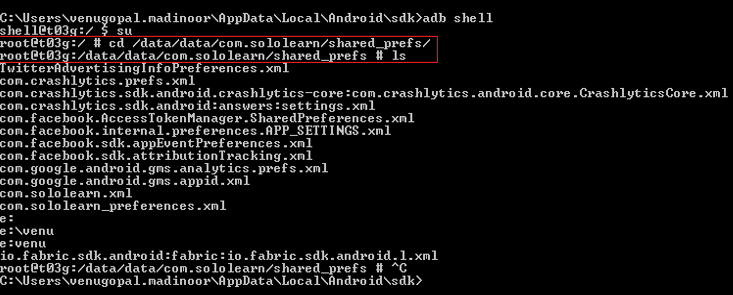 C:\Users\venugopal.madinoor\AppData\Local\Android\sdk>adb shell
shell@t03g:/ $ su
root@t03g:/ # cd /data/data/com.sololearn/shared_prefs/
root@t03g:/data/data/com.sololearn/shared_prefs # ls
TwitterAdvertisingInfoPreferences.xml
com.crashlytics.prefs.xml
com.crashlytics.sdk.android.crashlytics-core:com.crashlytics.android.core.CrashlyticsCore.xml
com.crashlytics.sdk.android:answers:settings.xml
com.facebook.AccessTokenManager.SharedPreferences.xml
com.facebook.internal.preferences.APP_SETTINGS.xml
com.facebook.sdk.appEventPreferences.xml
com.facebook.sdk.attributionTracking.xml
com.google.android.gms.analytics.prefs.xml
com.google.android.gms.appid.xml
com.sololearn.xml
com.sololearn_preferences.xml
e:
e:\venu
e:venu
io.fabric.sdk.android:fabric:io.fabric.sdk.android.l.xml
root@t03g:/data/data/com.sololearn/shared_prefs # ^C
C:\Users\venugopal.madinoor\AppData\Local\Android\sdk>